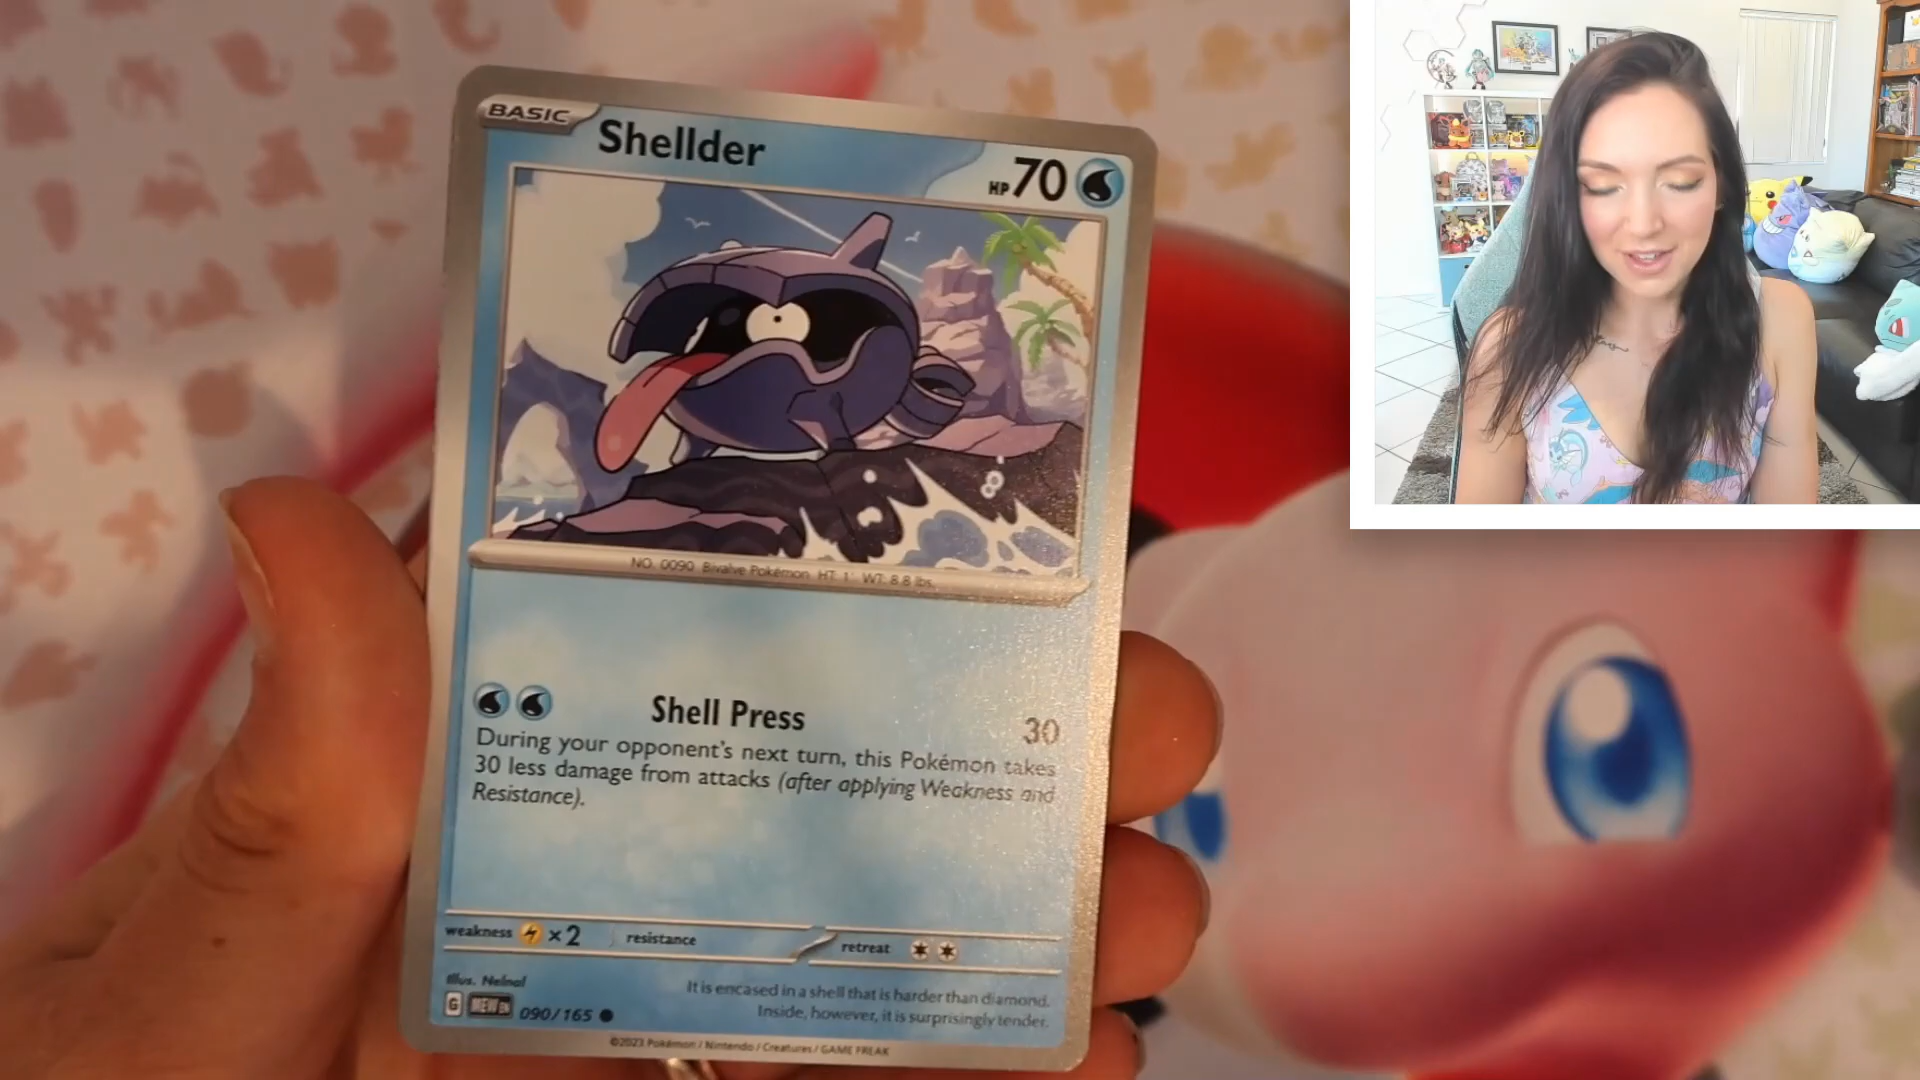 BASIC
Shellder
HP 70
NO. 0090 Bivalve Pokémon HT: 1' WT: 8.8 lbs.
Shell Press 30
During your opponent's next turn, this Pokémon takes
30 less damage from attacks (after applying Weakness and
Resistance).
weakness ×2 resistance retreat
Illus. Nelnal
It is encased in a shell that is harder than diamond.
Inside, however, it is surprisingly tender.
G MEW EN 090/165
©2023 Pokémon / Nintendo / Creatures / GAME FREAK